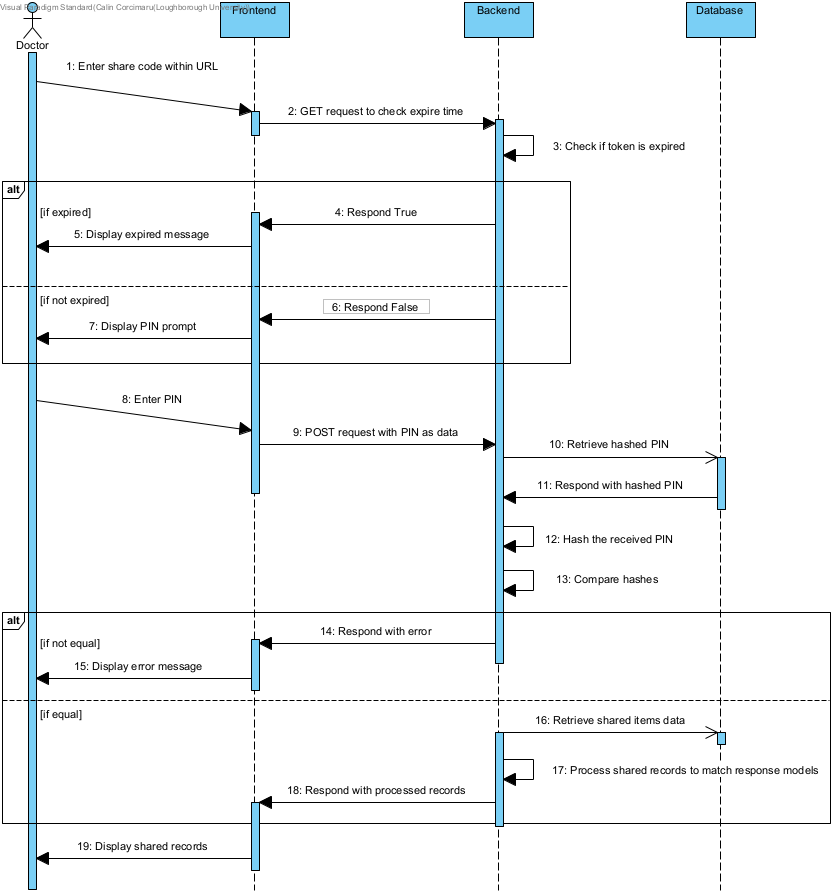 Visual Paradigm Standard(Calin Corcimaru(Loughborough University))
Frontend
Backend
Database
Doctor
1: Enter share code within URL
2: GET request to check expire time
3: Check if token is expired
alt
[if expired]
4: Respond True
5: Display expired message
[if not expired]
6: Respond False
7: Display PIN prompt
8: Enter PIN
9: POST request with PIN as data
10: Retrieve hashed PIN
11: Respond with hashed PIN
12: Hash the received PIN
13: Compare hashes
alt
14: Respond with error
[if not equal]
15: Display error message
[if equal]
16: Retrieve shared items data
17: Process shared records to match response models
18: Respond with processed records
19: Display shared records